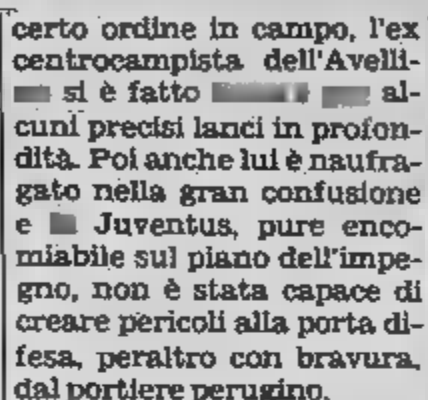 certo ordine in campo, l'ex
centrocampista dell'Avelli-
si è fatto al-
cuni precisi lanci in profon-
dità. Poi anche lui è naufra-
gato nella gran confusione
e Juventus, pure enco-
miabile sul piano dell'impe-
gno, non è stata capace di
creare pericoli alla porta di-
fesa, peraltro con bravura,
dal portiere perugino.